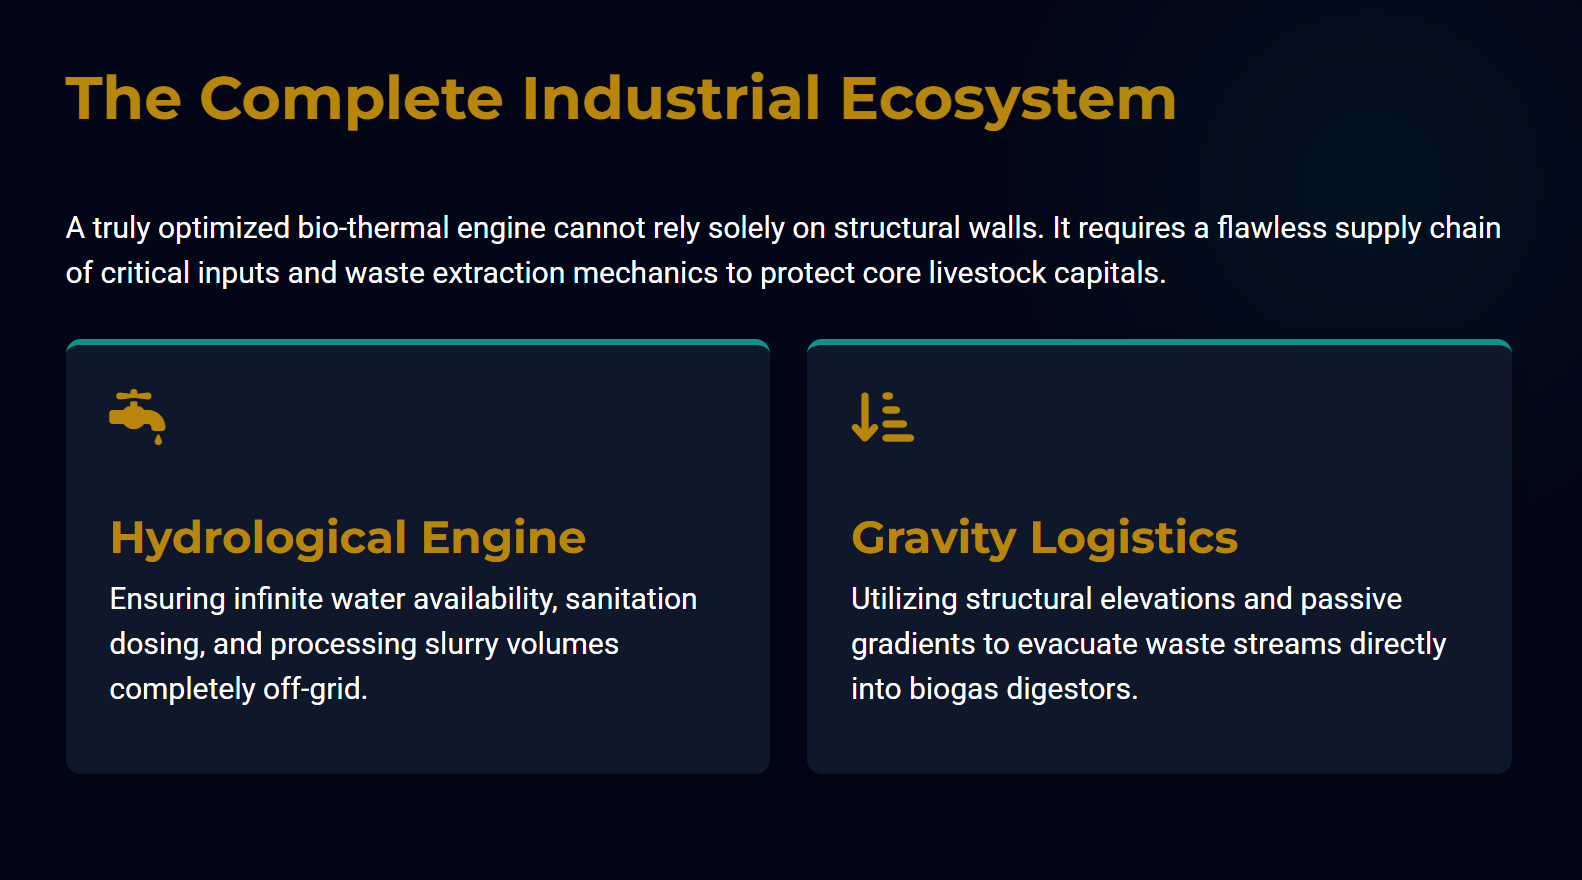 The Complete Industrial Ecosystem
A truly optimized bio-thermal engine cannot rely solely on structural walls. It requires a flawless supply chain
of critical inputs and waste extraction mechanics to protect core livestock capitals.
Hydrological Engine
Ensuring infinite water availability, sanitation
dosing, and processing slurry volumes
completely off-grid.
Gravity Logistics
Utilizing structural elevations and passive
gradients to evacuate waste streams directly
into biogas digestors.